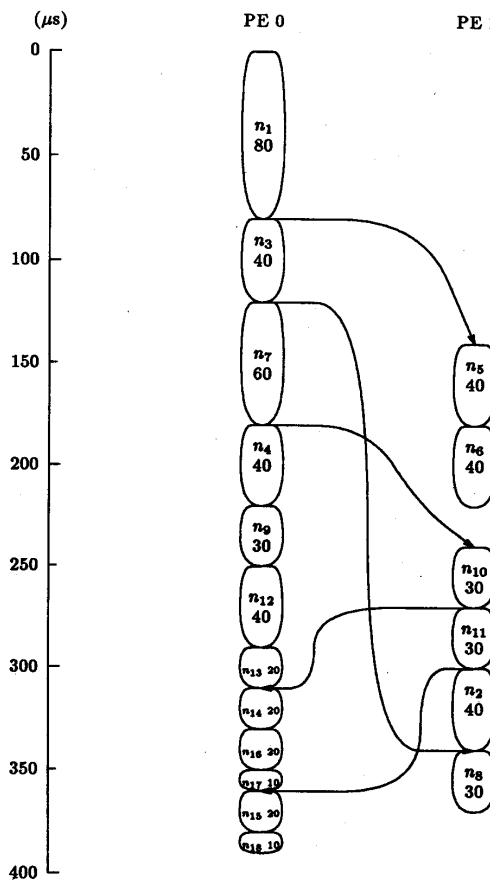 (μs)
PE 0
PE
0
50
100
150
200
250
300
350
400
n₁
80
n₃
40
n₇
60
n₄
40
n₉
30
n₁₂
40
n₁₃ 20
n₁₄ 20
n₁₆ 20
n₁₇ 10
n₁₅ 20
n₁₈ 10
n₅
40
n₆
40
n₁₀
30
n₁₁
30
n₂
40
n₈
30